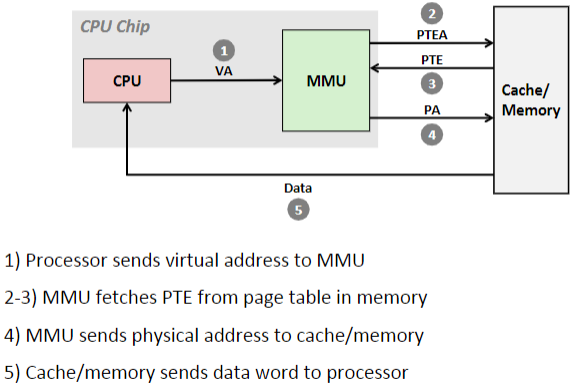 CPU Chip
2
PTEA
1
VA
CPU
MMU
PTE
3
Cache/
Memory
PA
4
Data
5
1) Processor sends virtual address to MMU
2-3) MMU fetches PTE from page table in memory
4) MMU sends physical address to cache/memory
5) Cache/memory sends data word to processor